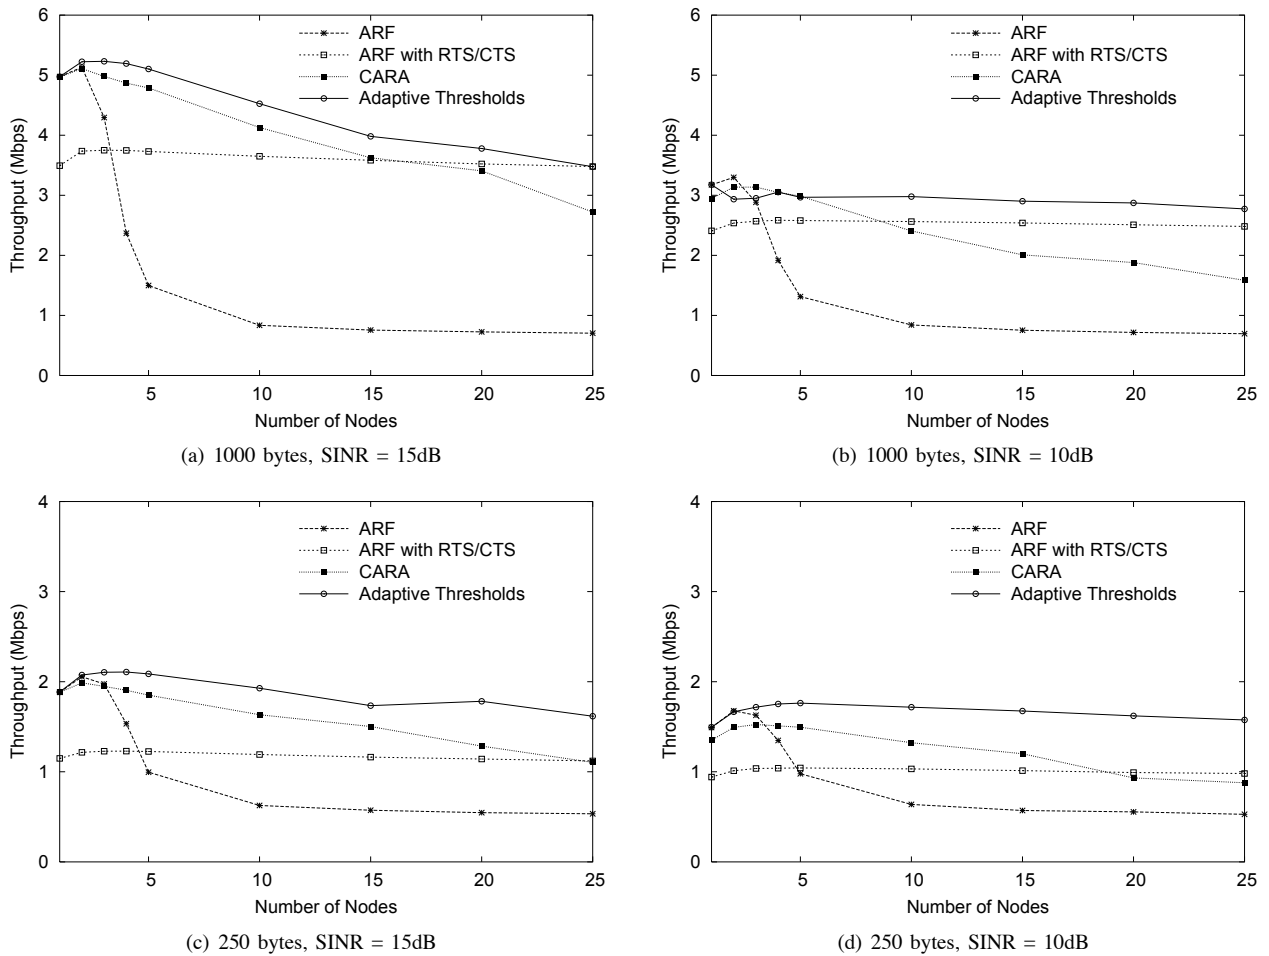 Throughput (Mbps)
6
5
4
3
2
1
0
ARF
ARF with RTS/CTS
CARA
Adaptive Thresholds
5
10
15
20
25
Number of Nodes
(a) 1000 bytes, SINR = 15dB
Throughput (Mbps)
6
5
4
3
2
1
0
ARF
ARF with RTS/CTS
CARA
Adaptive Thresholds
5
10
15
20
25
Number of Nodes
(b) 1000 bytes, SINR = 10dB
Throughput (Mbps)
4
3
2
1
0
ARF
ARF with RTS/CTS
CARA
Adaptive Thresholds
5
10
15
20
25
Number of Nodes
(c) 250 bytes, SINR = 15dB
Throughput (Mbps)
4
3
2
1
0
ARF
ARF with RTS/CTS
CARA
Adaptive Thresholds
5
10
15
20
25
Number of Nodes
(d) 250 bytes, SINR = 10dB